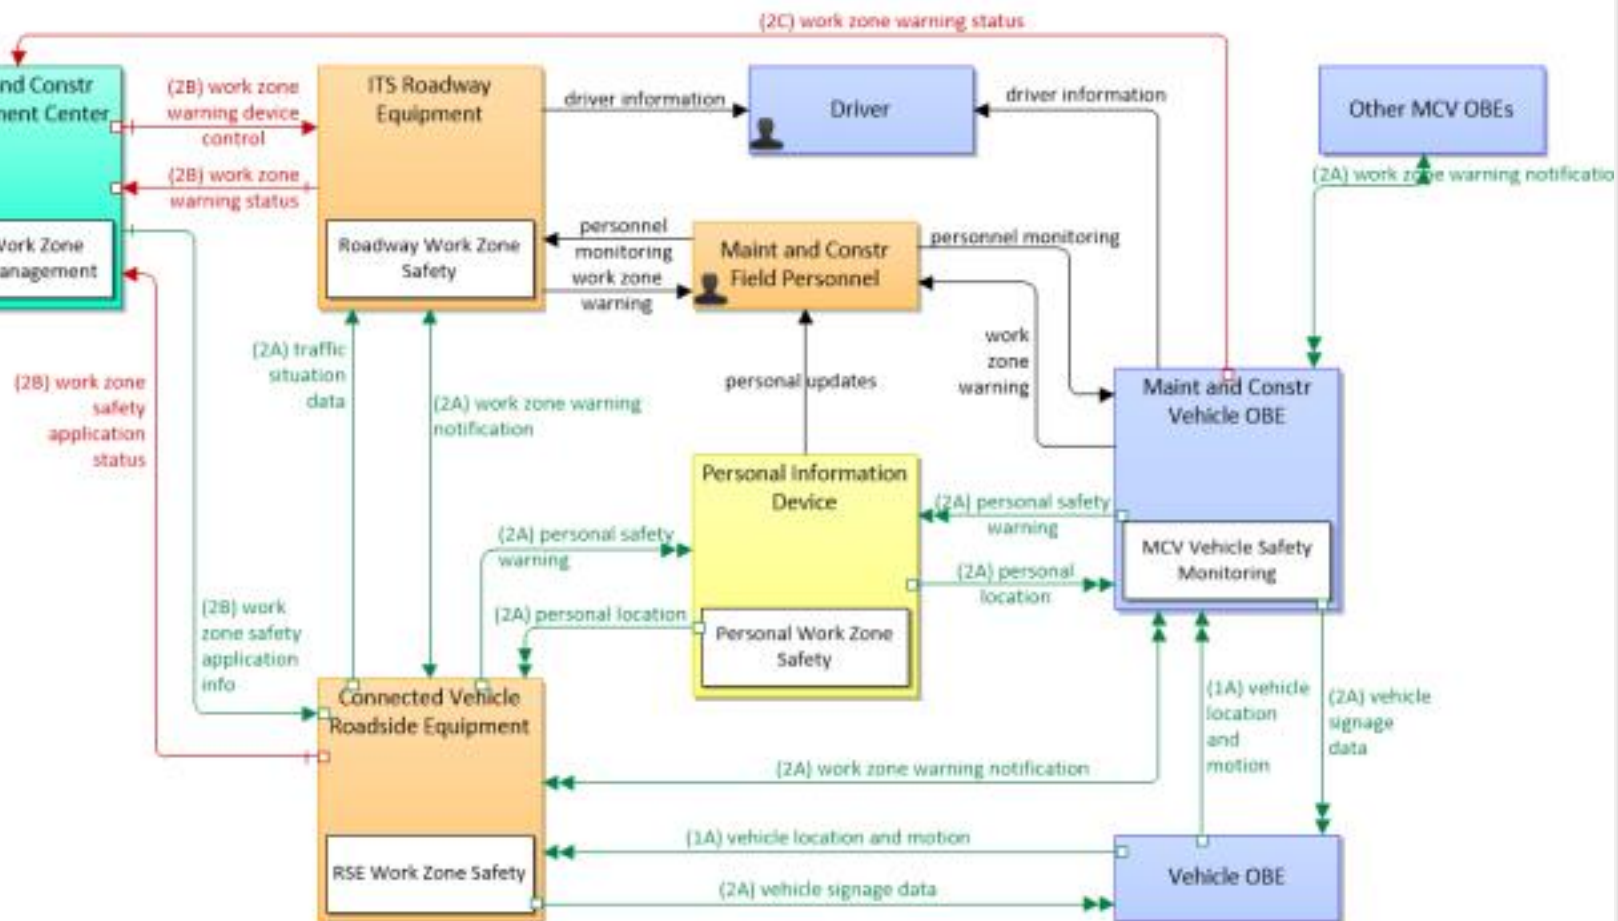 (2C) work zone warning status
nd Constr
ent Center
(2B) work zone
warning device
control
(2B) work zone
warning status
ork Zone
anagement
ITS Roadway
Equipment
Roadway Work Zone
Safety
driver information
Driver
driver information
Other MCV OBEs
(2A) work zone warning notificatio
personnel
monitoring
work zone
warning
Maint and Constr
Field Personnel
personnel monitoring
work
zone
warning
Maint and Constr
Vehicle OBE
MCV Vehicle Safety
Monitoring
(2B) work zone
safety
application
status
(2A) traffic
situation
data
(2A) work zone warning
notification
personal updates
Personal Information
Device
Personal Work Zone
Safety
(2A) personal safety
warning
(2A) personal
location
(2A) personal safety
warning
(2A) personal location
(2B) work
zone safety
application
info
Connected Vehicle
Roadside Equipment
RSE Work Zone Safety
(2A) work zone warning notification
(1A) vehicle location and motion
(2A) vehicle signage data
(1A) vehicle
location
and
motion
(2A) vehicle
signage
data
Vehicle OBE